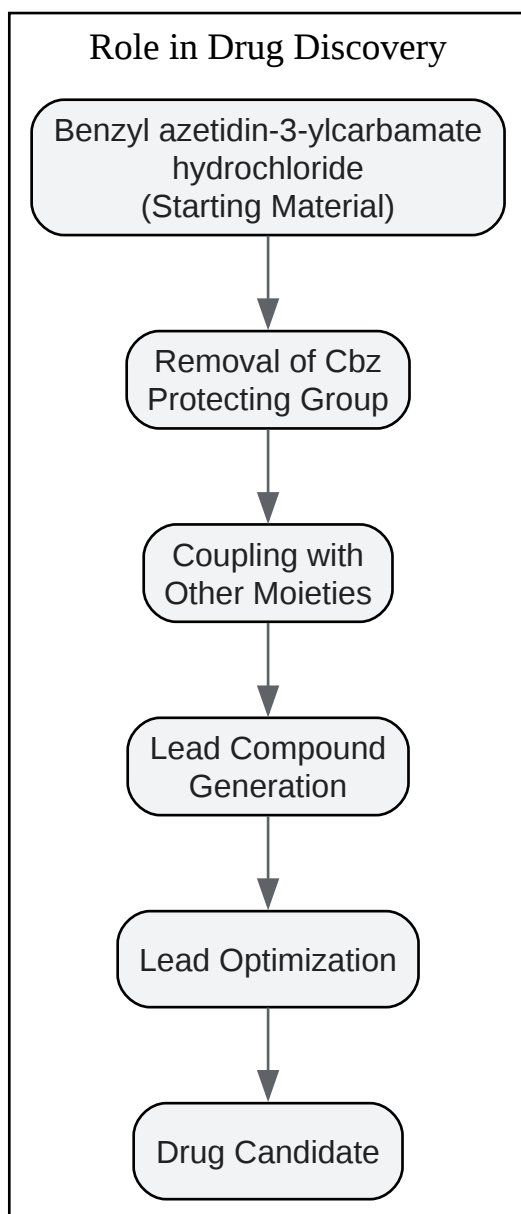 Role in Drug Discovery
Benzyl azetidin-3-ylcarbamate
hydrochloride
(Starting Material)
Removal of Cbz
Protecting Group
Coupling with
Other Moieties
Lead Compound
Generation
Lead Optimization
Drug Candidate